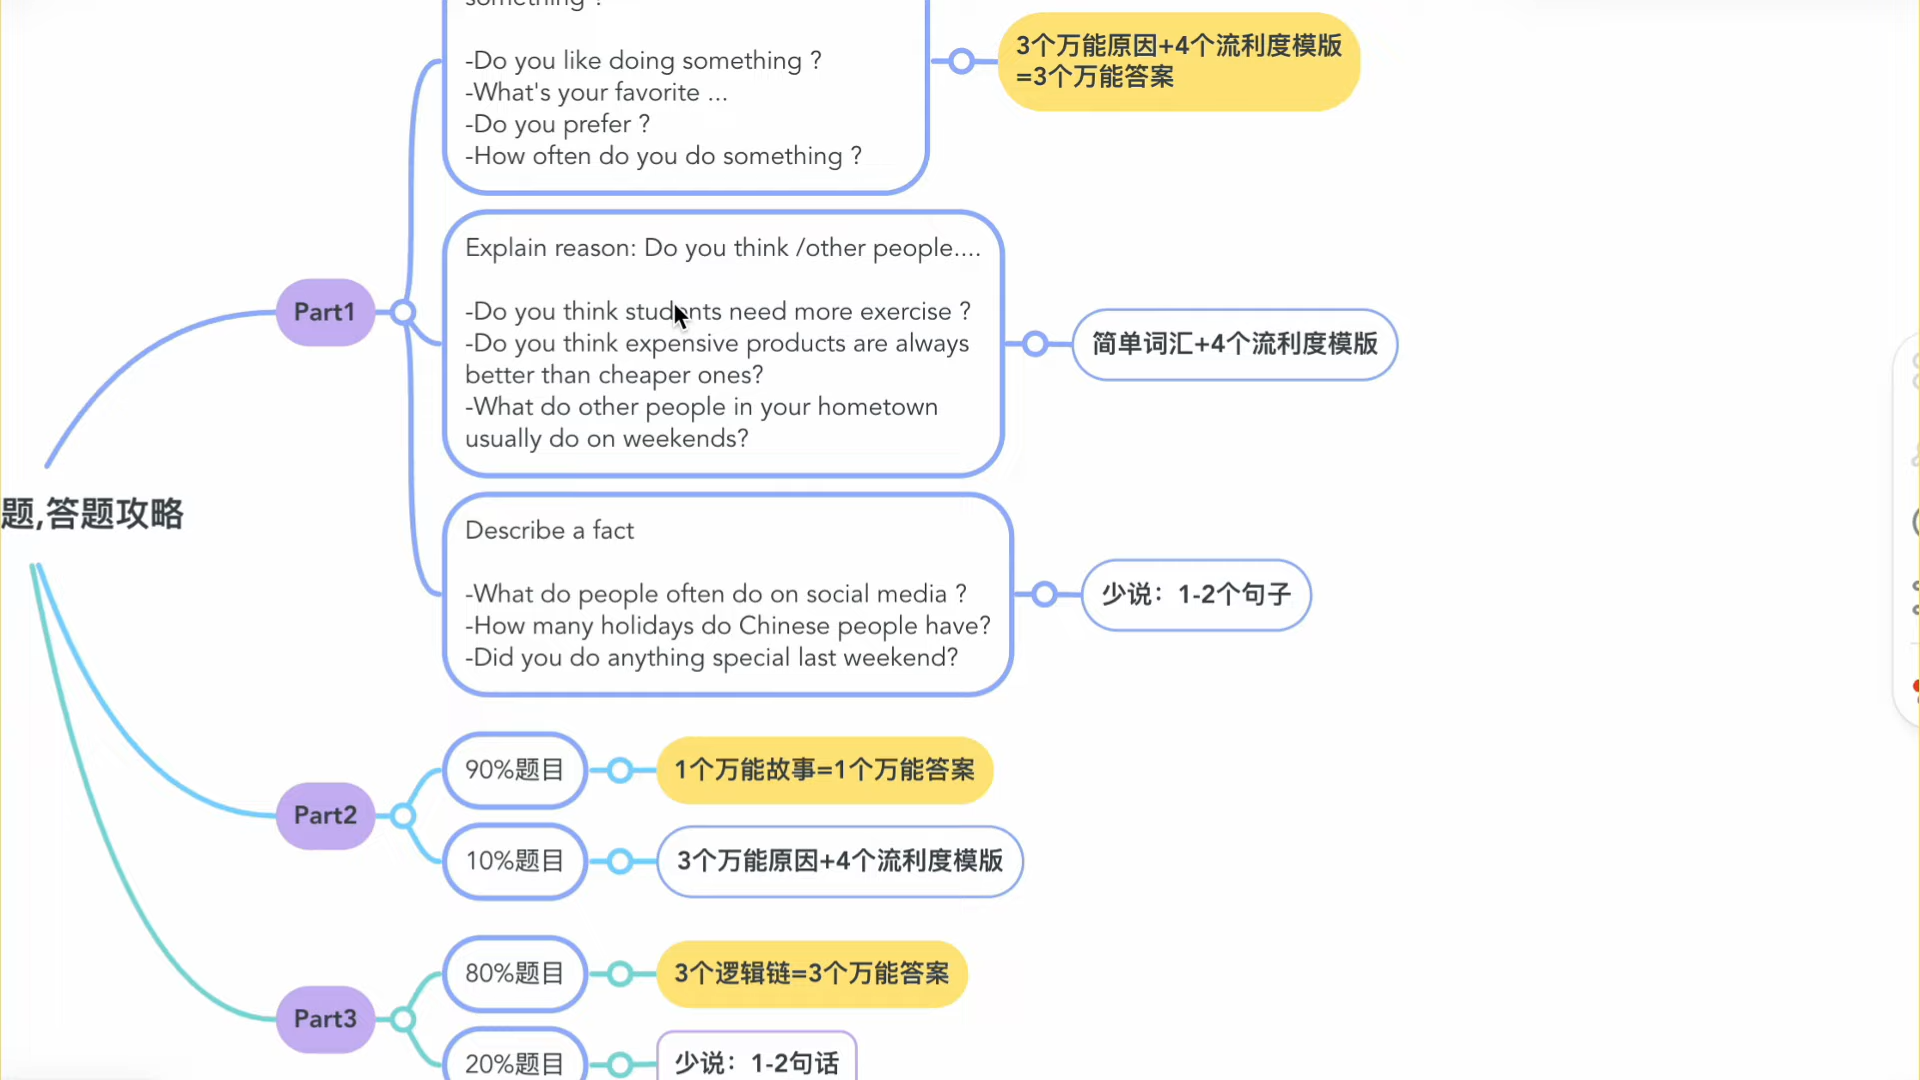 something ?
-Do you like doing something ?
-What's your favorite ...
-Do you prefer ?
-How often do you do something ?
3个万能原因+4个流利度模版
=3个万能答案
Explain reason: Do you think /other people....
-Do you think students need more exercise ?
-Do you think expensive products are always
better than cheaper ones?
-What do other people in your hometown
usually do on weekends?
简单词汇+4个流利度模版
Part1
题,答题攻略
Describe a fact
-What do people often do on social media ?
-How many holidays do Chinese people have?
-Did you do anything special last weekend?
少说：1-2个句子
Part2
90%题目
1个万能故事=1个万能答案
10%题目
3个万能原因+4个流利度模版
Part3
80%题目
3个逻辑链=3个万能答案
20%题目
少说：1-2句话